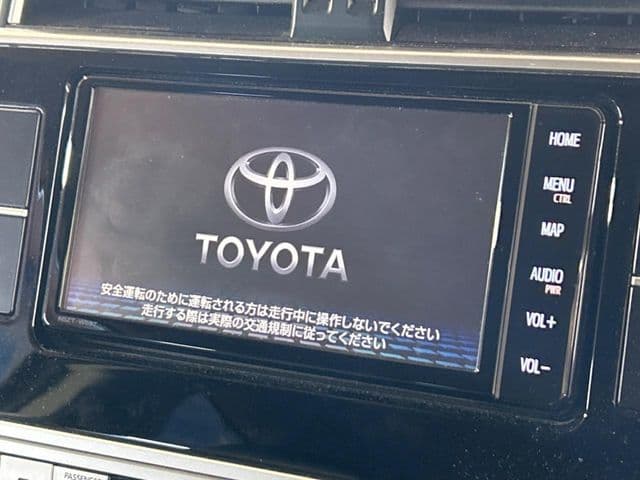 TOYOTA
安全運転のために運転される方は走行中に操作しないでください
走行する際は実際の交通規制に従ってください
HOME
MENU
CTRL
MAP
AUDIO
PWR
VOL+
VOL-
PASSENGER